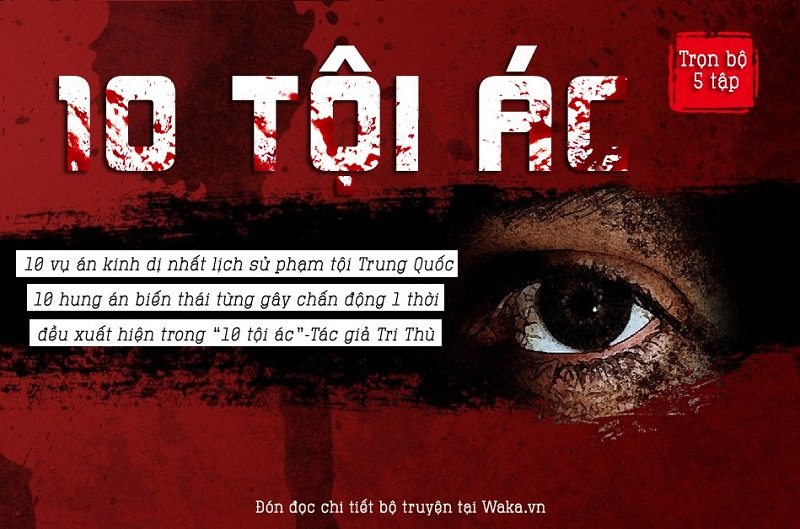 Trọn bộ
5 tập
10 TỘI ÁC
10 vụ án kinh dị nhất lịch sử phạm tội Trung Quốc
10 hung án biến thái từng gây chấn động 1 thời
đều xuất hiện trong “10 tội ác”-Tác giả Tri Thù
Đón đọc chi tiết bộ truyện tại Waka.vn